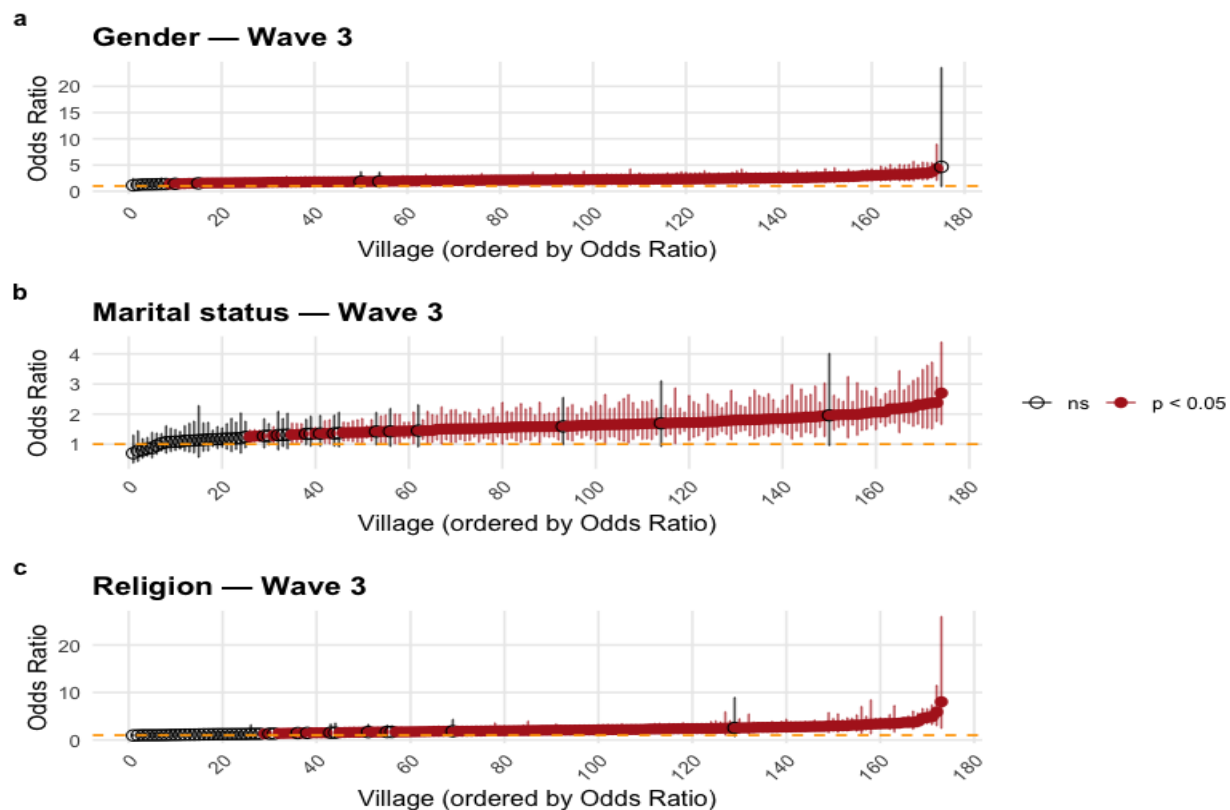 a
Gender — Wave 3
Odds Ratio
20
15
10
5
0
0 20 40 60 80 100 120 140 160 180
Village (ordered by Odds Ratio)
b
Marital status — Wave 3
Odds Ratio
4
3
2
1
0 20 40 60 80 100 120 140 160 180
Village (ordered by Odds Ratio)
ns p < 0.05
c
Religion — Wave 3
Odds Ratio
20
10
0
0 20 40 60 80 100 120 140 160 180
Village (ordered by Odds Ratio)